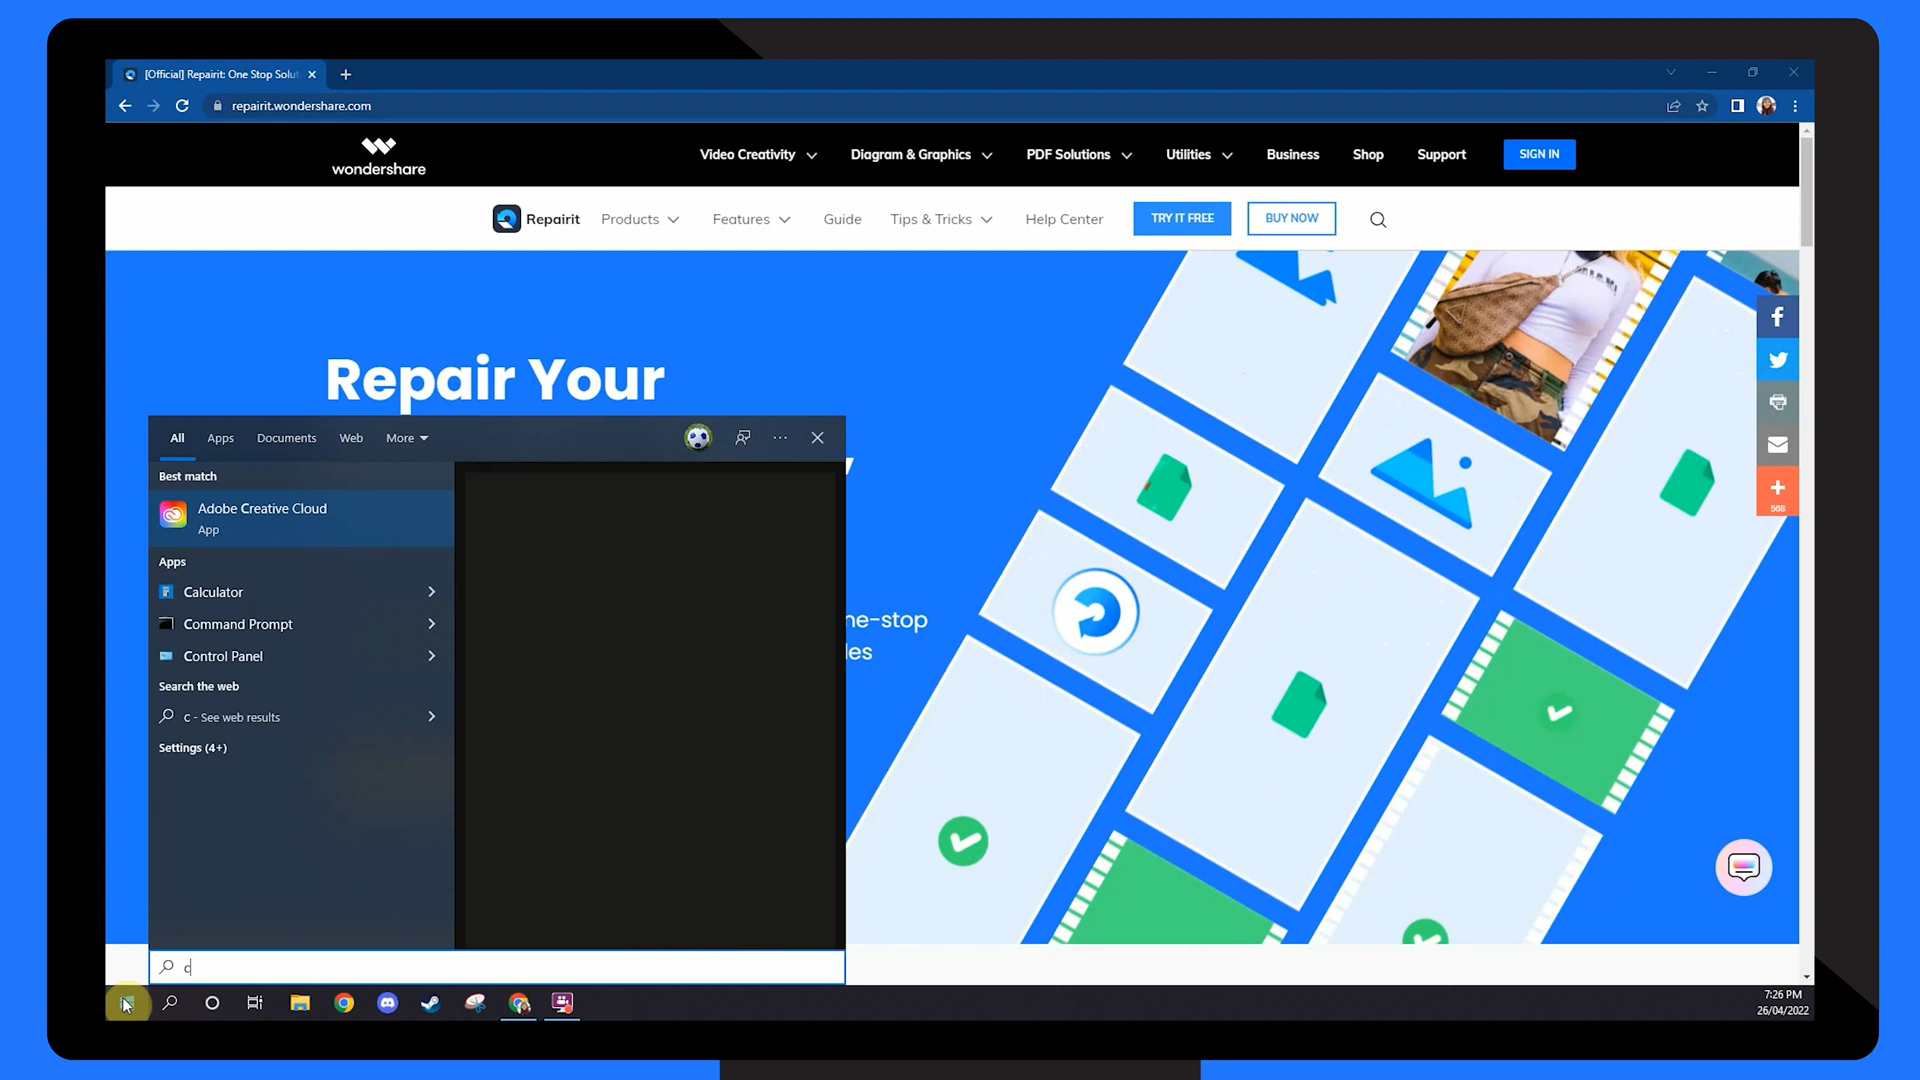 [Official] Repairit: One Stop Solut
repairit.wondershare.com
wondershare
Video Creativity
Diagram & Graphics
PDF Solutions
Utilities
Business
Shop
Support
SIGN IN
Repairit
Products
Features
Guide
Tips & Tricks
Help Center
TRY IT FREE
BUY NOW
Repair Your
ne-stop
les
568
All
Apps
Documents
Web
More
Best match
Adobe Creative Cloud
App
Apps
Calculator
Command Prompt
Control Panel
Search the web
c - See web results
Settings (4+)
c
7:26 PM
26/04/2022